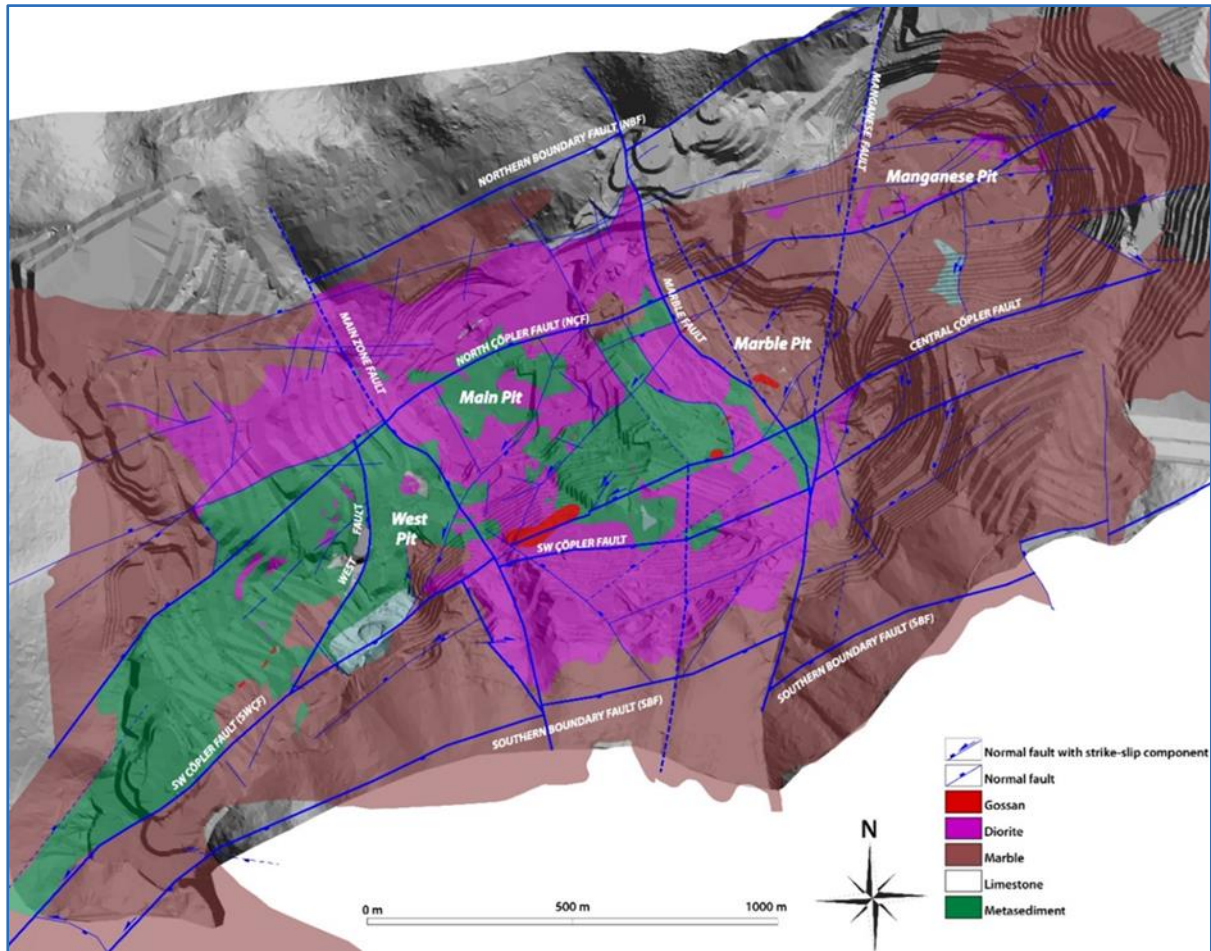 NORTHERN BOUNDARY FAULT (NBF)
MANGANESE FAULT
Manganese Pit
MAIN ZONE FAULT
NORTH ÇÖPLER FAULT (NÇF)
MARBLE FAULT
Marble Pit
CENTRAL ÇÖPLER FAULT
Main Pit
West
Pit
WEST FAULT
SW ÇÖPLER FAULT
SOUTHERN BOUNDARY FAULT (SBF)
SOUTHERN BOUNDARY FAULT (SBF)
SW ÇÖPLER FAULT (SWÇF)
Normal fault with strike-slip component
Normal fault
Gossan
Diorite
Marble
Limestone
Metasediment
N
0 m
500 m
1000 m